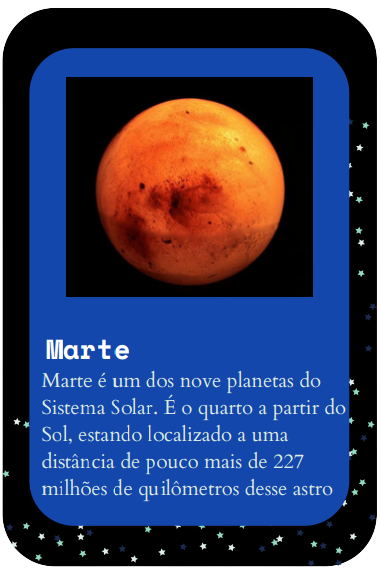 Marte
Marte é um dos nove planetas do
Sistema Solar. É o quarto a partir do
Sol, estando localizado a uma
distância de pouco mais de 227
milhões de quilômetros desse astro